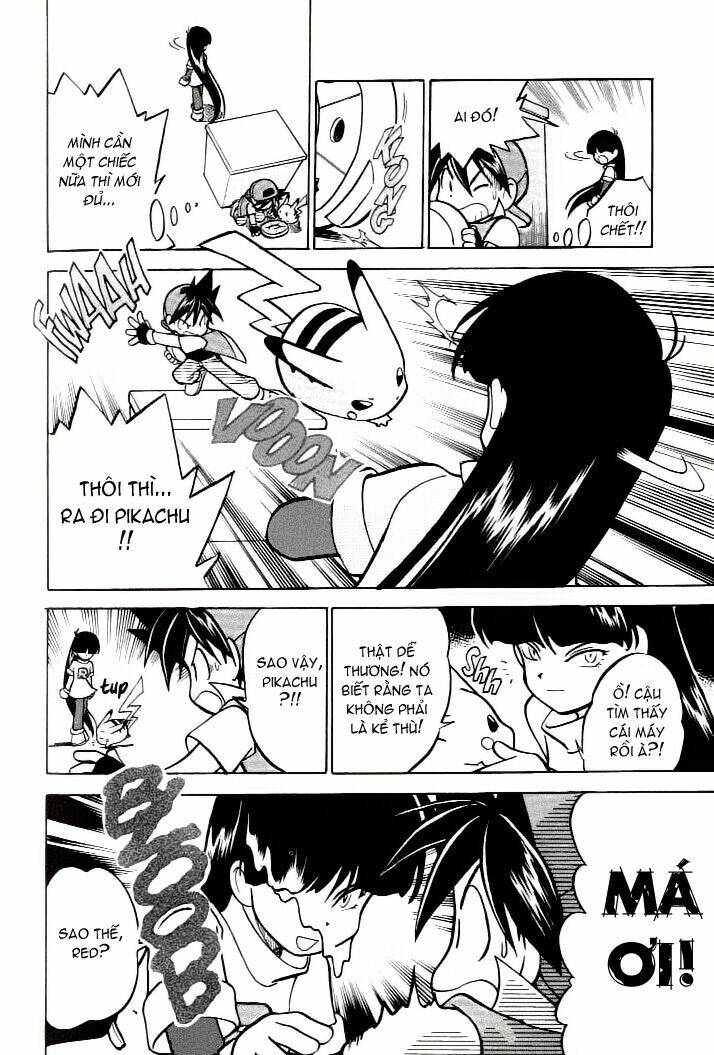 MÌNH CẦN
MỘT CHIẾC
NỮA THÌ MỚI
ĐỦ...
KONG
AI ĐÓ!
THÔI
CHẾT!!
FWAAAH
VOOON
THÔI THÌ...
RA ĐI PIKACHU
!!
tup
SAO VẬY,
PIKACHU
?!!
THẬT DỄ
THƯƠNG! NÓ
BIẾT RẰNG TA
KHÔNG PHẢI
LÀ KẺ THÙ!
Shh
Ồ! CẬU
TÌM THẤY
CÁI MÁY
RỒI À?!
BLOOB
SAO THẾ,
RED?
MÁ
ƠI!